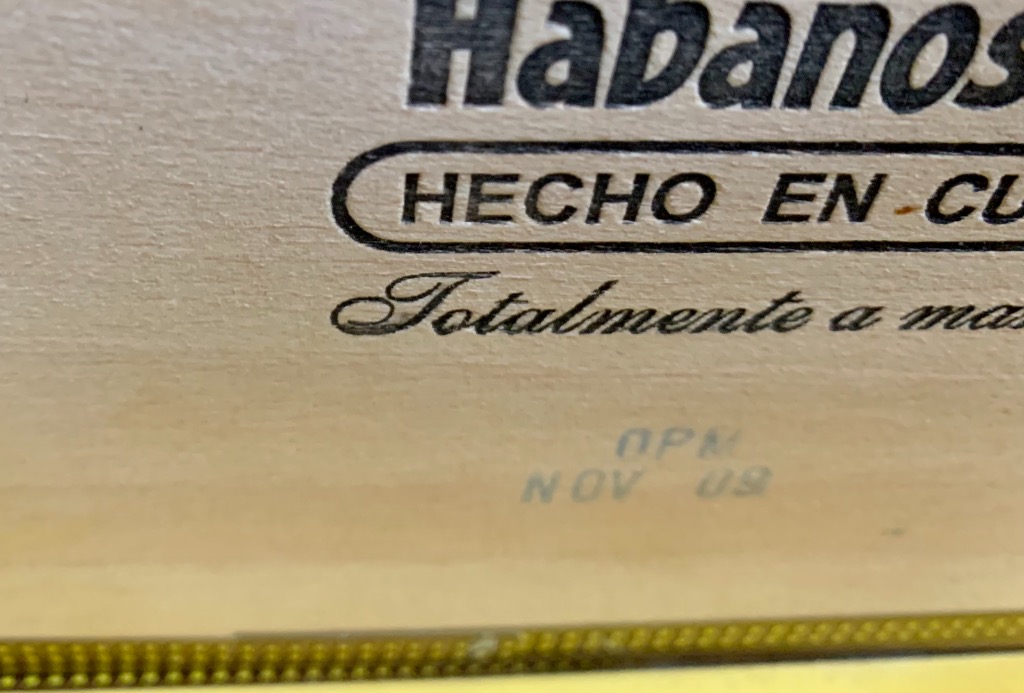 Habanos
HECHO EN CU
Totalmente a ma
OPM
NOV 09